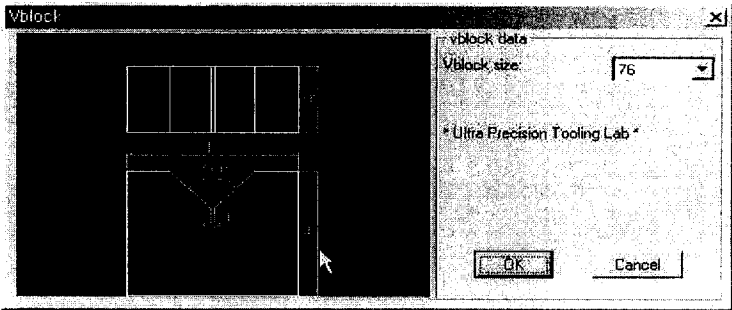 Vblock
vblock data
Vblock size:
76
* Ultra Precision Tooling Lab *
OK
Cancel